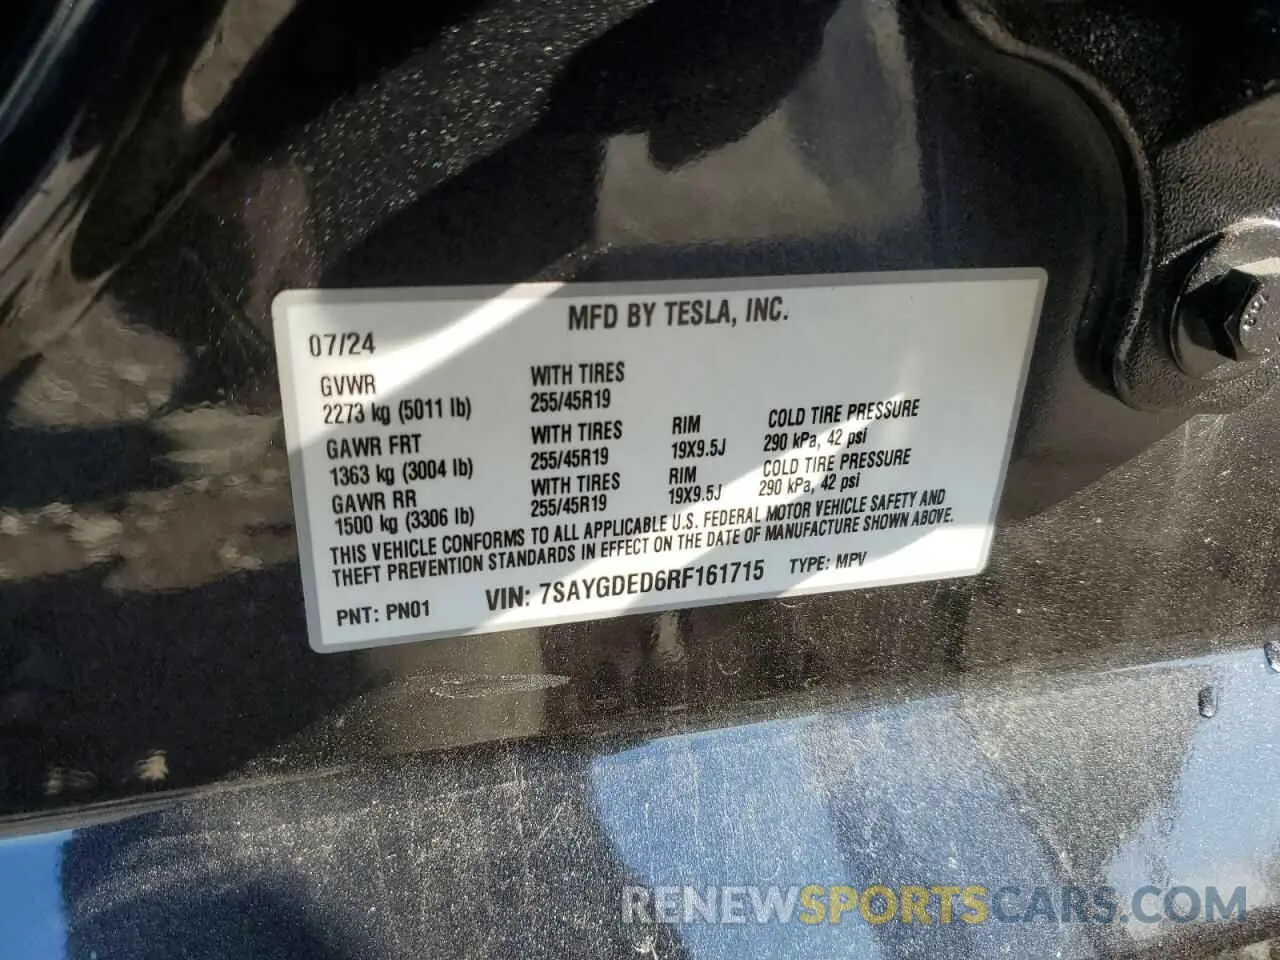 MFD BY TESLA, INC.
07/24
GVWR WITH TIRES
2273 kg (5011 lb) 255/45R19
GAWR FRT WITH TIRES RIM COLD TIRE PRESSURE
1363 kg (3004 lb) 255/45R19 19X9.5J 290 kPa, 42 psi
GAWR RR WITH TIRES RIM COLD TIRE PRESSURE
1500 kg (3306 lb) 255/45R19 19X9.5J 290 kPa, 42 psi
THIS VEHICLE CONFORMS TO ALL APPLICABLE U.S. FEDERAL MOTOR VEHICLE SAFETY AND
THEFT PREVENTION STANDARDS IN EFFECT ON THE DATE OF MANUFACTURE SHOWN ABOVE.
PNT: PN01 VIN: 7SAYGDED6RF161715 TYPE: MPV
RENEWSPORTSCARS.COM